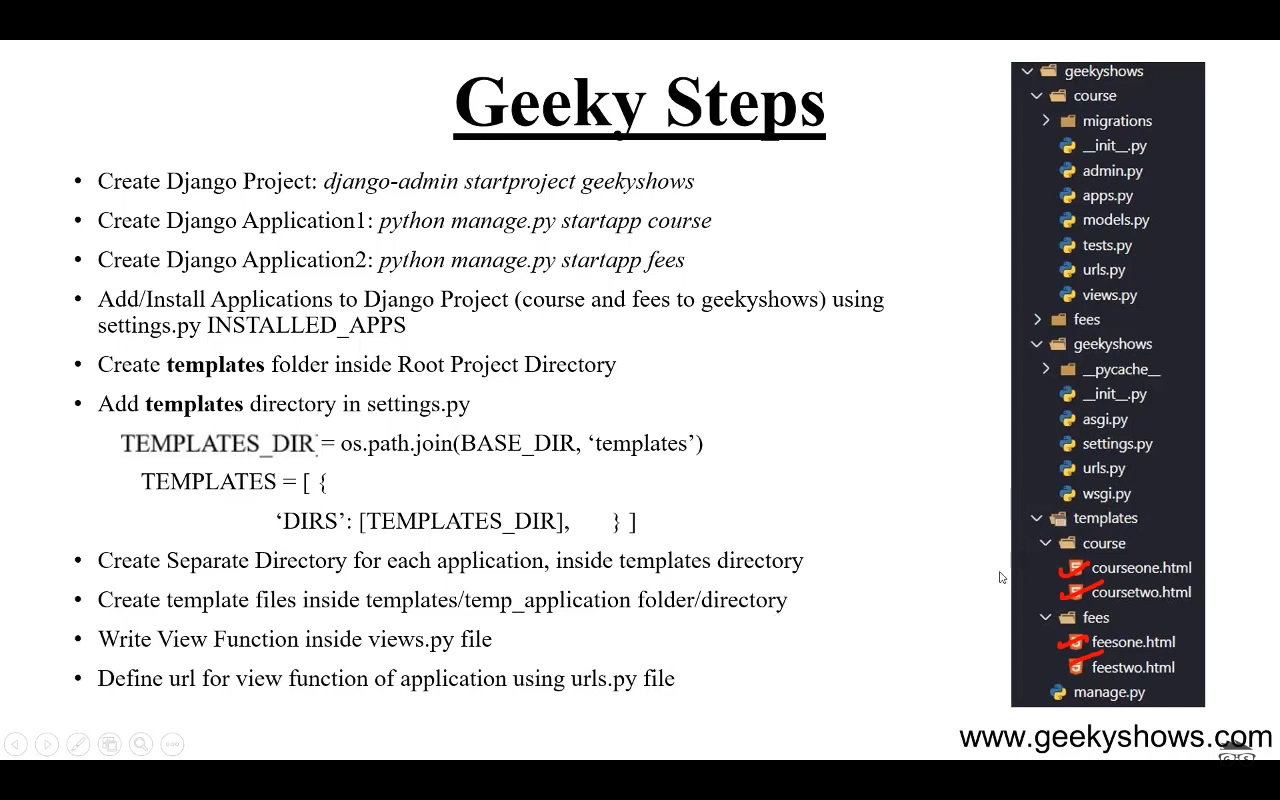 Geeky Steps
• Create Django Project: django-admin startproject geekyshows
• Create Django Application1: python manage.py startapp course
• Create Django Application2: python manage.py startapp fees
• Add/Install Applications to Django Project (course and fees to geekyshows) using
settings.py INSTALLED_APPS
• Create templates folder inside Root Project Directory
• Add templates directory in settings.py
TEMPLATES_DIR = os.path.join(BASE_DIR, ‘templates’)
TEMPLATES = [ {
‘DIRS’: [TEMPLATES_DIR], } ]
• Create Separate Directory for each application, inside templates directory
• Create template files inside templates/temp_application folder/directory
• Write View Function inside views.py file
• Define url for view function of application using urls.py file
geekyshows
course
migrations
__init__.py
admin.py
apps.py
models.py
tests.py
urls.py
views.py
fees
geekyshows
__pycache__
__init__.py
asgi.py
settings.py
urls.py
wsgi.py
templates
course
courseone.html
coursetwo.html
fees
feesone.html
feestwo.html
manage.py
www.geekyshows.com